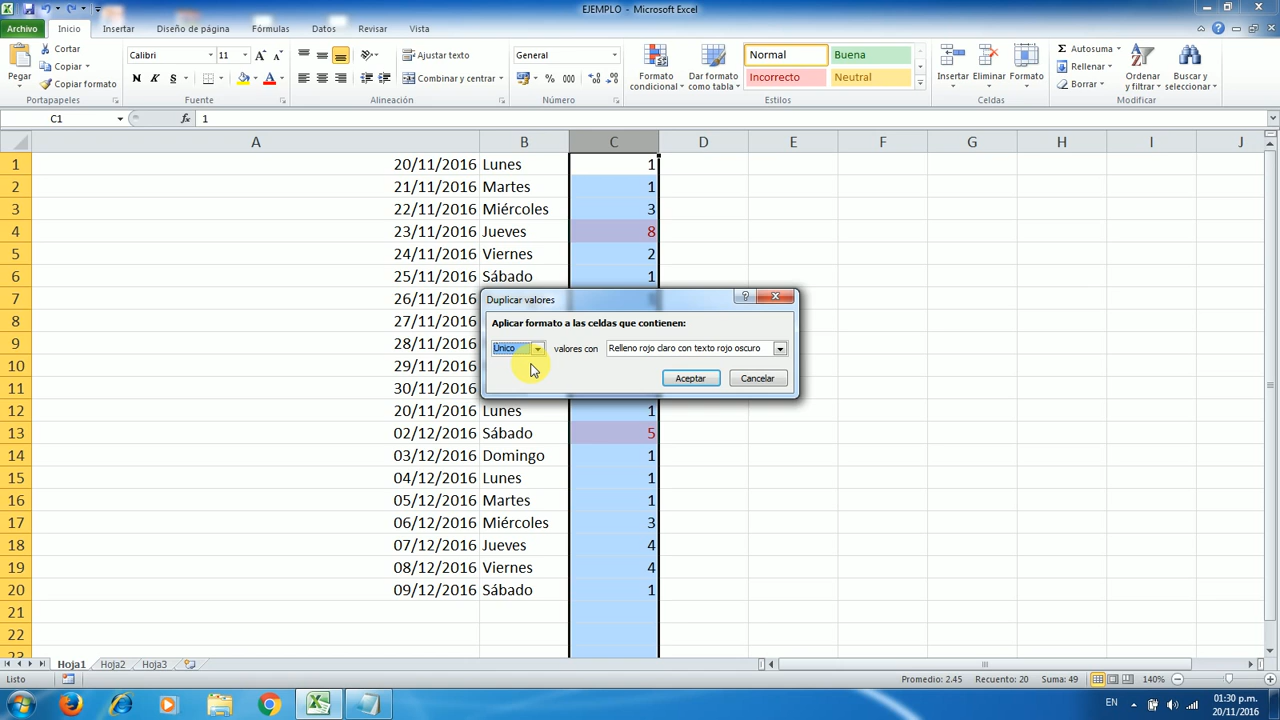 EJEMPLO - Microsoft Excel
Archivo Inicio Insertar Diseño de página Fórmulas Datos Revisar Vista
Pegar
Cortar
Copiar
Copiar formato
Portapapeles
Calibri 11
N K S
Fuente
Ajustar texto
Combinar y centrar
Alineación
General
% 000
Número
Formato condicional
Dar formato como tabla
Normal Buena
Incorrecto Neutral
Estilos
Insertar Eliminar Formato
Celdas
Autosuma
Rellenar
Borrar
Ordenar y filtrar
Buscar y seleccionar
Modificar
C1 fx 1
A B C D E F G H I J
1 20/11/2016 Lunes 1
2 21/11/2016 Martes 1
3 22/11/2016 Miércoles 3
4 23/11/2016 Jueves 8
5 24/11/2016 Viernes 2
6 25/11/2016 Sábado 1
7 26/11/2016
8 27/11/2016
9 28/11/2016
10 29/11/2016
11 30/11/2016
12 20/11/2016 Lunes 1
13 02/12/2016 Sábado 5
14 03/12/2016 Domingo 1
15 04/12/2016 Lunes 1
16 05/12/2016 Martes 1
17 06/12/2016 Miércoles 3
18 07/12/2016 Jueves 4
19 08/12/2016 Viernes 4
20 09/12/2016 Sábado 1
21
22
23
Duplicar valores
Aplicar formato a las celdas que contienen:
Único valores con Relleno rojo claro con texto rojo oscuro
Aceptar Cancelar
Hoja1 Hoja2 Hoja3
Listo Promedio: 2.45 Recuento: 20 Suma: 49 140%
EN 01:30 p.m.
20/11/2016